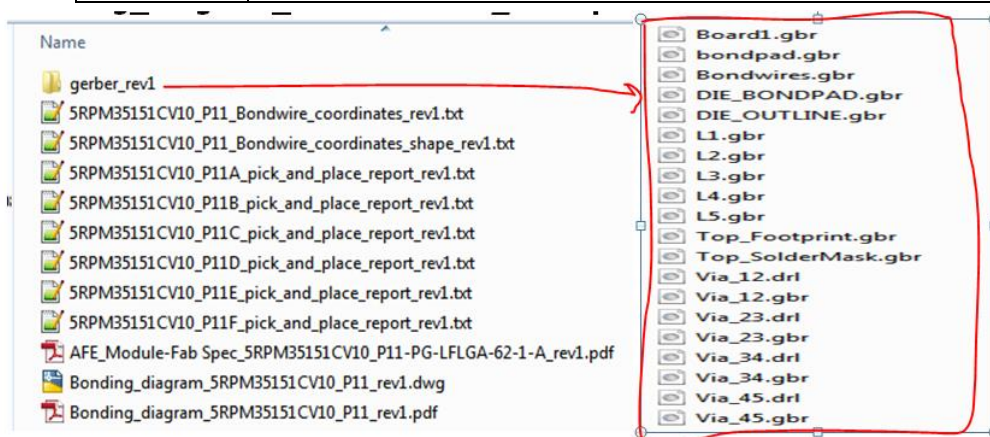 Name
gerber_rev1
5RPM35151CV10_P11_Bondwire_coordinates_rev1.txt
5RPM35151CV10_P11_Bondwire_coordinates_shape_rev1.txt
5RPM35151CV10_P11A_pick_and_place_report_rev1.txt
5RPM35151CV10_P11B_pick_and_place_report_rev1.txt
5RPM35151CV10_P11C_pick_and_place_report_rev1.txt
5RPM35151CV10_P11D_pick_and_place_report_rev1.txt
5RPM35151CV10_P11E_pick_and_place_report_rev1.txt
5RPM35151CV10_P11F_pick_and_place_report_rev1.txt
AFE_Module-Fab Spec_5RPM35151CV10_P11-PG-LFLGA-62-1-A_rev1.pdf
Bonding_diagram_5RPM35151CV10_P11_rev1.dwg
Bonding_diagram_5RPM35151CV10_P11_rev1.pdf
Board1.gbr
bondpad.gbr
Bondwires.gbr
DIE_BONDPAD.gbr
DIE_OUTLINE.gbr
L1.gbr
L2.gbr
L3.gbr
L4.gbr
L5.gbr
Top_Footprint.gbr
Top_SolderMask.gbr
Via_12.drl
Via_12.gbr
Via_23.drl
Via_23.gbr
Via_34.drl
Via_34.gbr
Via_45.drl
Via_45.gbr